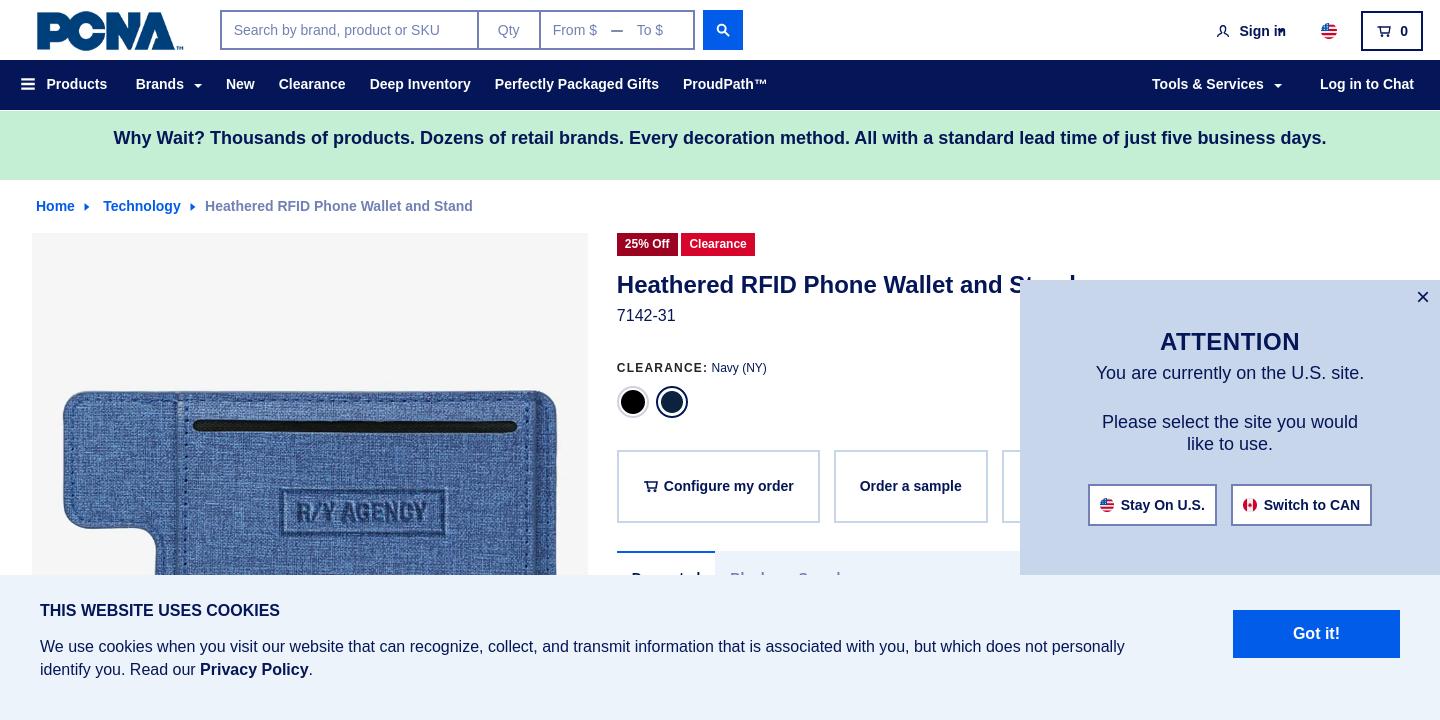 PCNA™
Search by brand, product or SKU
Qty
From $ — To $
Sign in
0
Products
Brands
New
Clearance
Deep Inventory
Perfectly Packaged Gifts
ProudPath™
Tools & Services
Log in to Chat
Why Wait? Thousands of products. Dozens of retail brands. Every decoration method. All with a standard lead time of just five business days.
Home
Technology
Heathered RFID Phone Wallet and Stand
25% Off
Clearance
Heathered RFID Phone Wallet and Stand
7142-31
CLEARANCE: Navy (NY)
Configure my order
Order a sample
R/Y AGENCY
×
ATTENTION
You are currently on the U.S. site.
Please select the site you would
like to use.
Stay On U.S.
Switch to CAN
THIS WEBSITE USES COOKIES
We use cookies when you visit our website that can recognize, collect, and transmit information that is associated with you, but which does not personally
identify you. Read our Privacy Policy.
Got it!